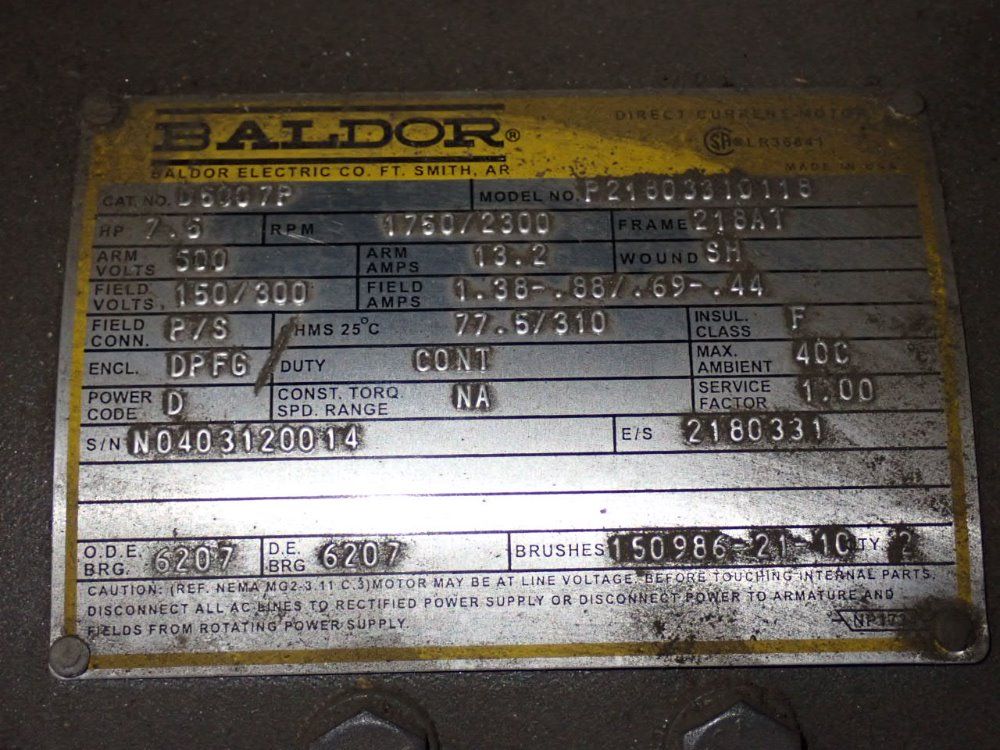 BALDOR®
DIRECT CURRENT MOTOR
SA® LR36841
BALDOR ELECTRIC CO. FT. SMITH, AR
MADE IN USA
CAT. NO. D5007P MODEL NO. P21803310118
HP 7.5 RPM 1750/2300 FRAME 218AT
ARM VOLTS 500 ARM AMPS 13.2 WOUND SH
FIELD VOLTS. 150/300 FIELD AMPS 1.38-.88/.69-.44
FIELD CONN. P/S HMS 25°C 77.5/310 INSUL. CLASS F
ENCL. DPFG DUTY CONT MAX. AMBIENT 40C °C
POWER CODE D CONST. TORQ. SPD. RANGE NA SERVICE FACTOR 1.00
S/N N0403120014 E/S 2180331
O.D.E. BRG. 6207 D.E. BRG 6207 BRUSHES 150986-21-10 TY 2
CAUTION: (REF. NEMA MG2-3.11 C.3) MOTOR MAY BE AT LINE VOLTAGE. BEFORE TOUCHING INTERNAL PARTS,
DISCONNECT ALL AC LINES TO RECTIFIED POWER SUPPLY OR DISCONNECT POWER TO ARMATURE AND
FIELDS FROM ROTATING POWER SUPPLY.